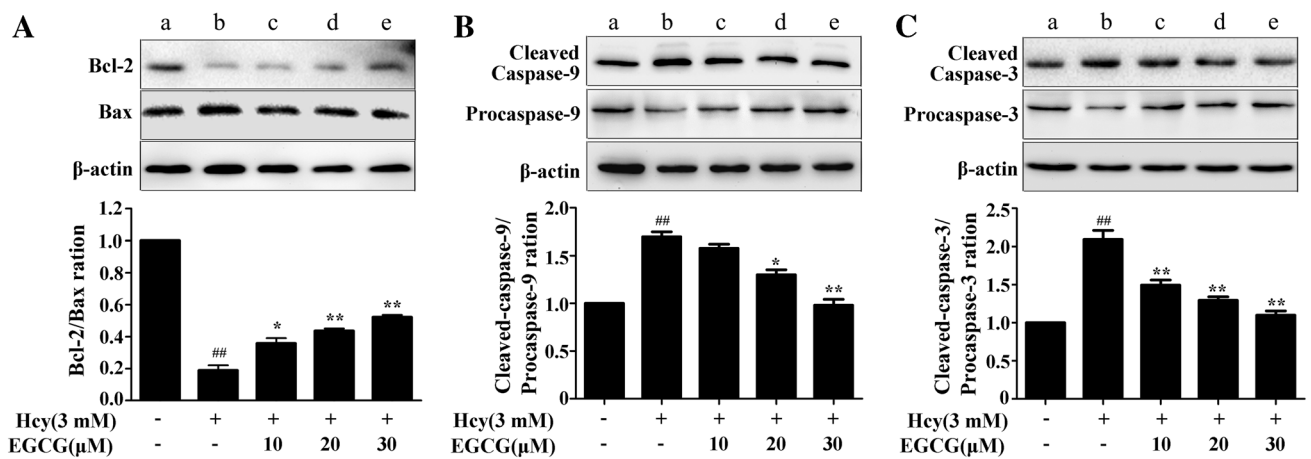 A
a b c d e
Bcl-2
Bax
β-actin
1.2
1.0
0.8
0.6
0.4
0.2
0.0
Bcl-2/Bax ration
## * ** **
Hcy(3 mM) - + + + +
EGCG(μM) - - 10 20 30
B
a b c d e
Cleaved
Caspase-9
Procaspase-9
β-actin
2.0
1.5
1.0
0.5
0
Cleaved-caspase-9/
Procaspase-9 ration
## * **
Hcy(3 mM) - + + + +
EGCG(μM) - - 10 20 30
C
a b c d e
Cleaved
Caspase-3
Procaspase-3
β-actin
2.5
2.0
1.5
1.0
0.5
0.0
Cleaved-caspase-3/
Procaspase-3 ration
## ** ** **
Hcy(3 mM) - + + + +
EGCG(μM) - - 10 20 30